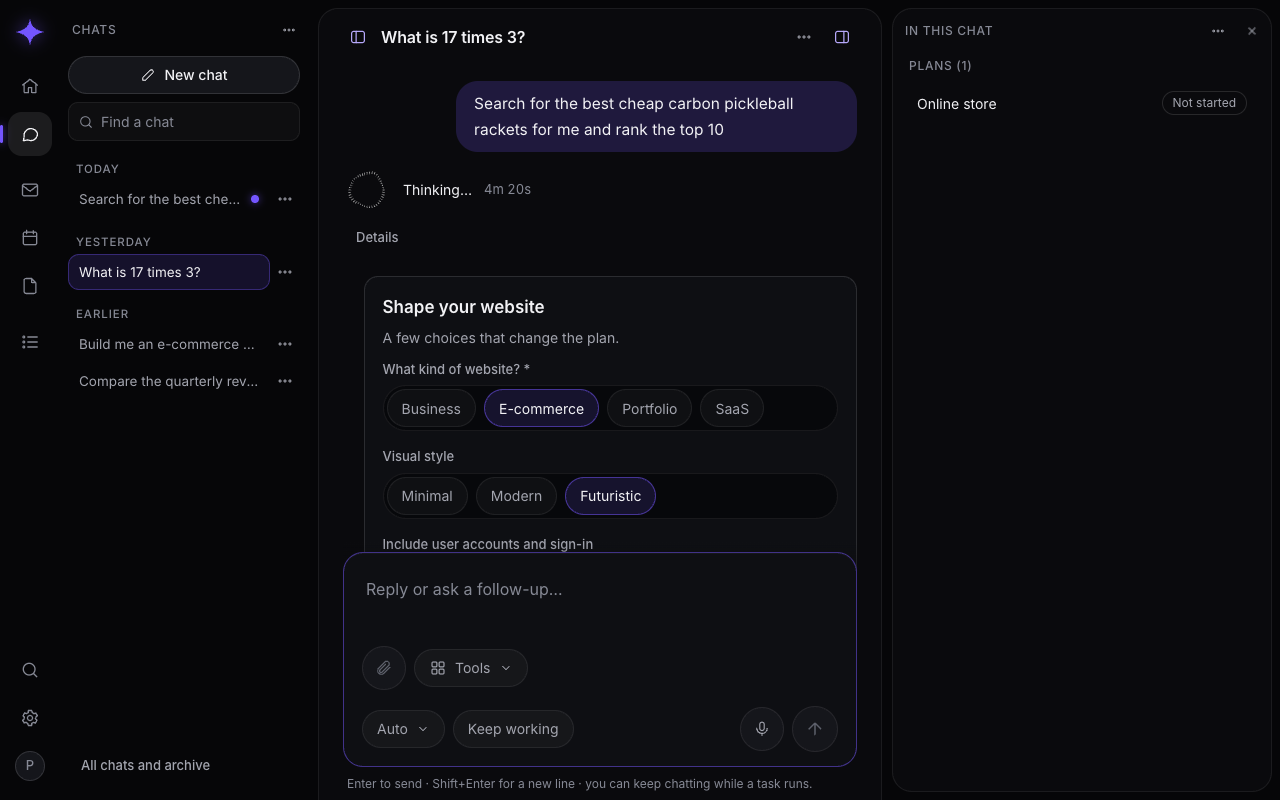 CHATS
New chat
Find a chat
TODAY
Search for the best che...
YESTERDAY
What is 17 times 3?
EARLIER
Build me an e-commerce ...
Compare the quarterly rev...
P
All chats and archive
What is 17 times 3?
Search for the best cheap carbon pickleball
rackets for me and rank the top 10
Thinking... 4m 20s
Details
Shape your website
A few choices that change the plan.
What kind of website? *
Business E-commerce Portfolio SaaS
Visual style
Minimal Modern Futuristic
Include user accounts and sign-in
Reply or ask a follow-up...
Tools
Auto Keep working
Enter to send · Shift+Enter for a new line · you can keep chatting while a task runs.
IN THIS CHAT
PLANS (1)
Online store Not started